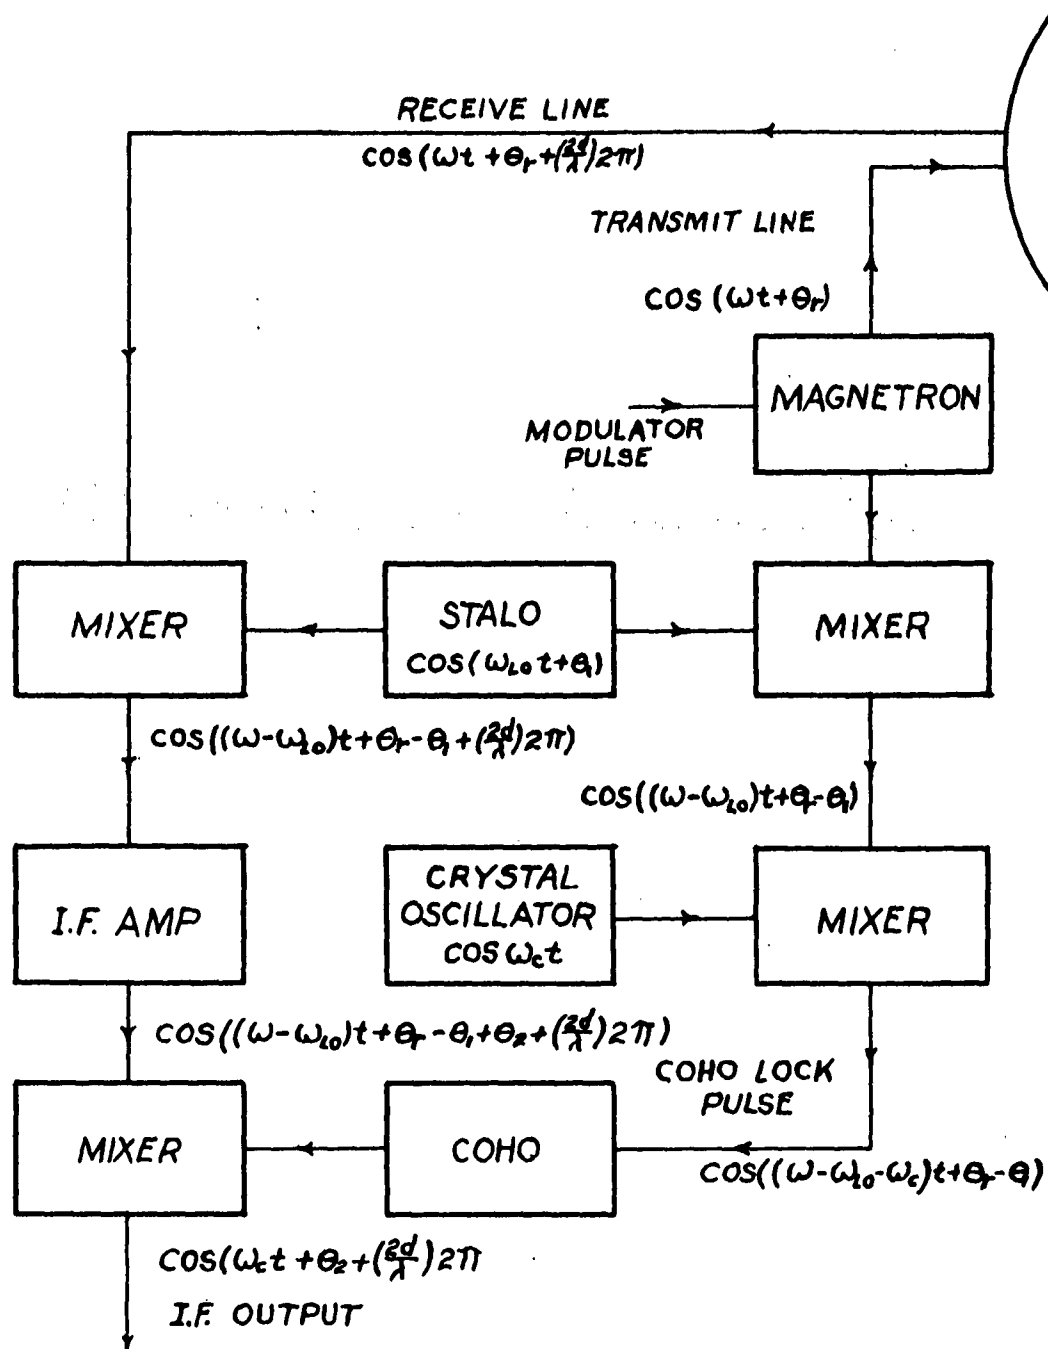 RECEIVE LINE
COS(ωt + θr + (2d/λ)2π)
TRANSMIT LINE
COS (ωt + θr)
MAGNETRON
MODULATOR
PULSE
MIXER
STALO
COS(ωLO t + θ1)
MIXER
COS((ω-ωLO)t + θr - θ1 + (2d/λ)2π)
COS((ω-ωLO)t + θr - θ1)
I.F. AMP
CRYSTAL
OSCILLATOR
COS ωct
MIXER
COS((ω-ωLO)t + θr - θ1 + θ2 + (2d/λ)2π)
COHO LOCK
PULSE
MIXER
COHO
COS((ω-ωLO-ωc)t + θr - θ1)
COS(ωct + θ2 + (2d/λ)2π
I.F. OUTPUT